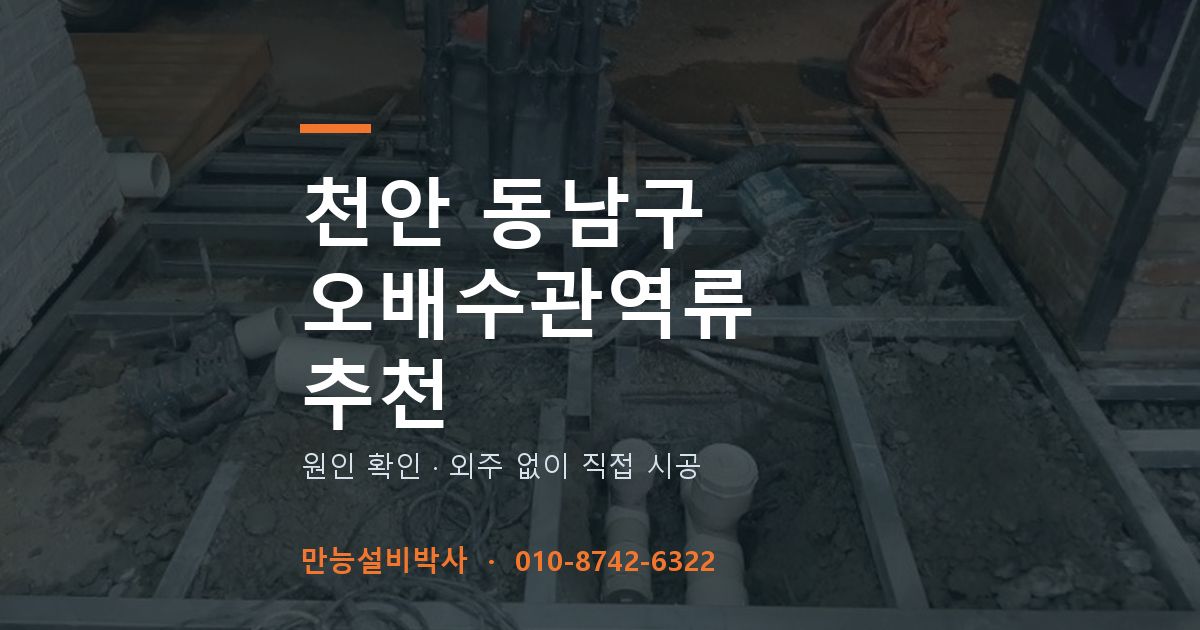 천안 동남구
오배수관역류
추천
원인 확인 · 외주 없이 직접 시공
만능설비박사 · 010-8742-6322